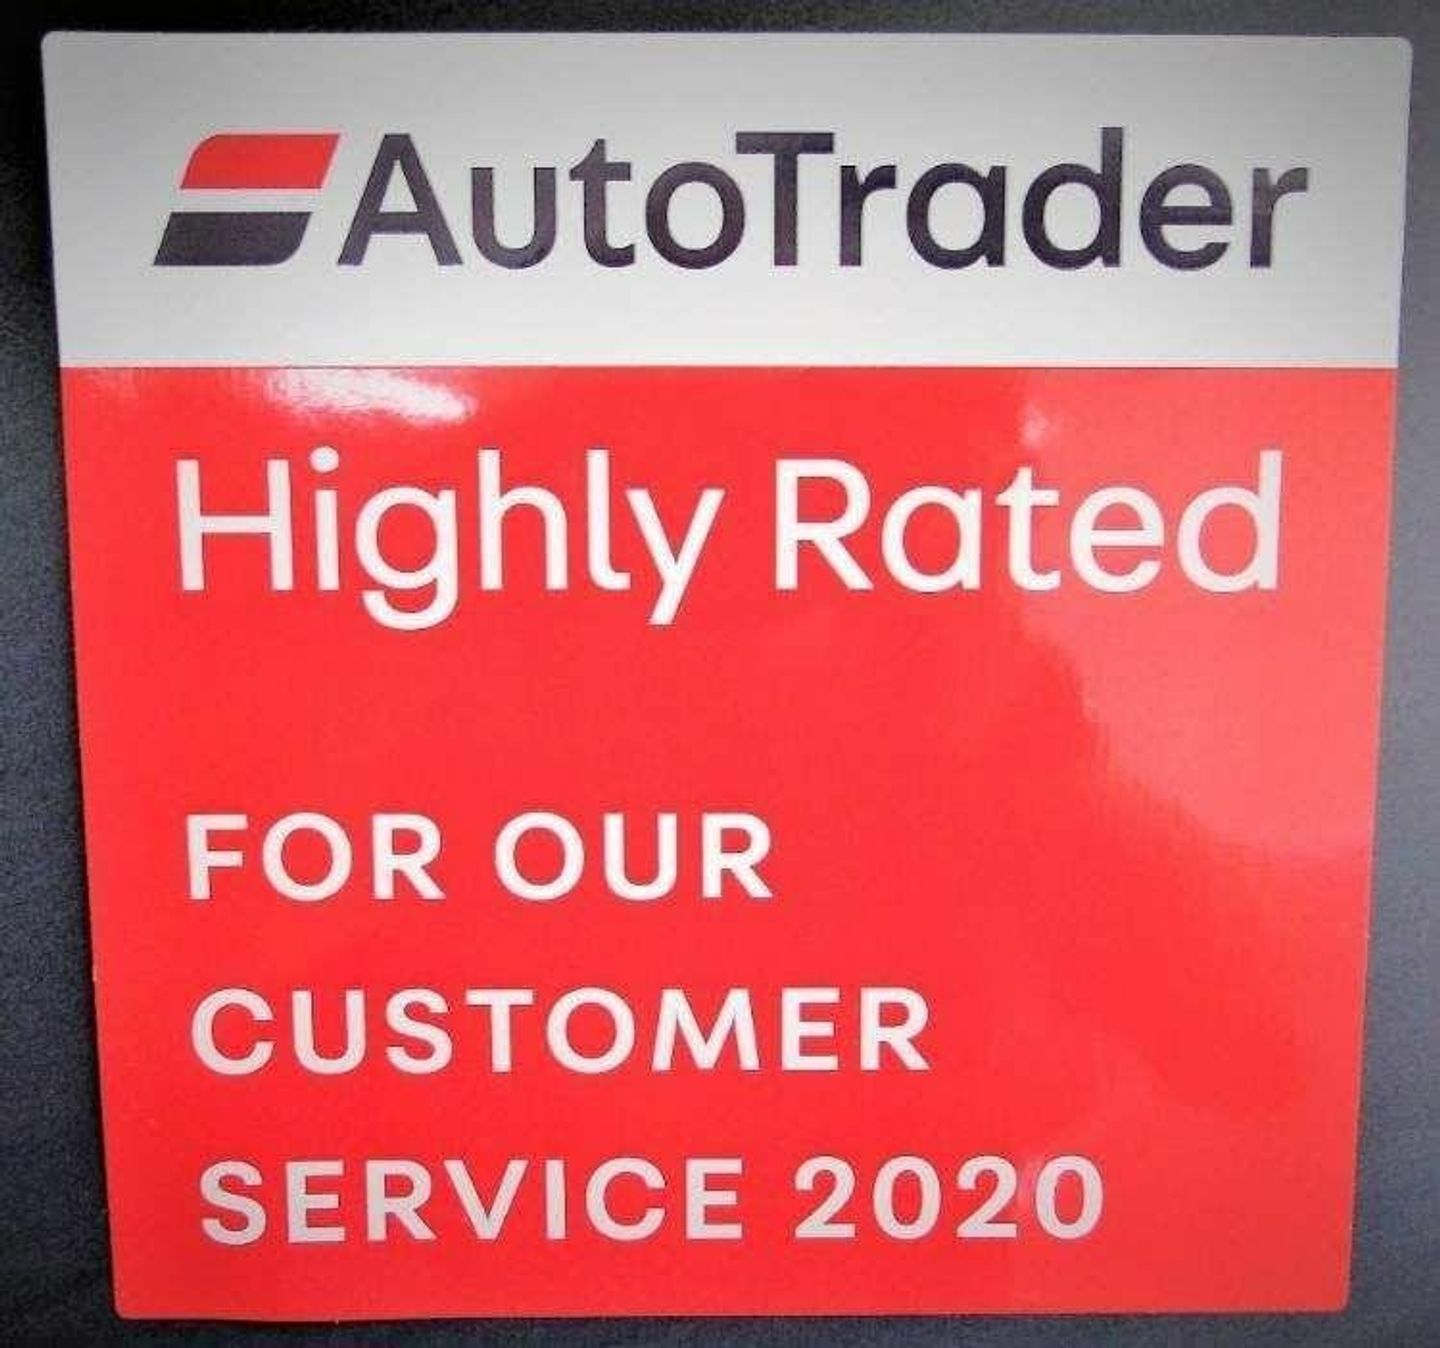 AutoTrader
Highly Rated
FOR OUR
CUSTOMER
SERVICE 2020